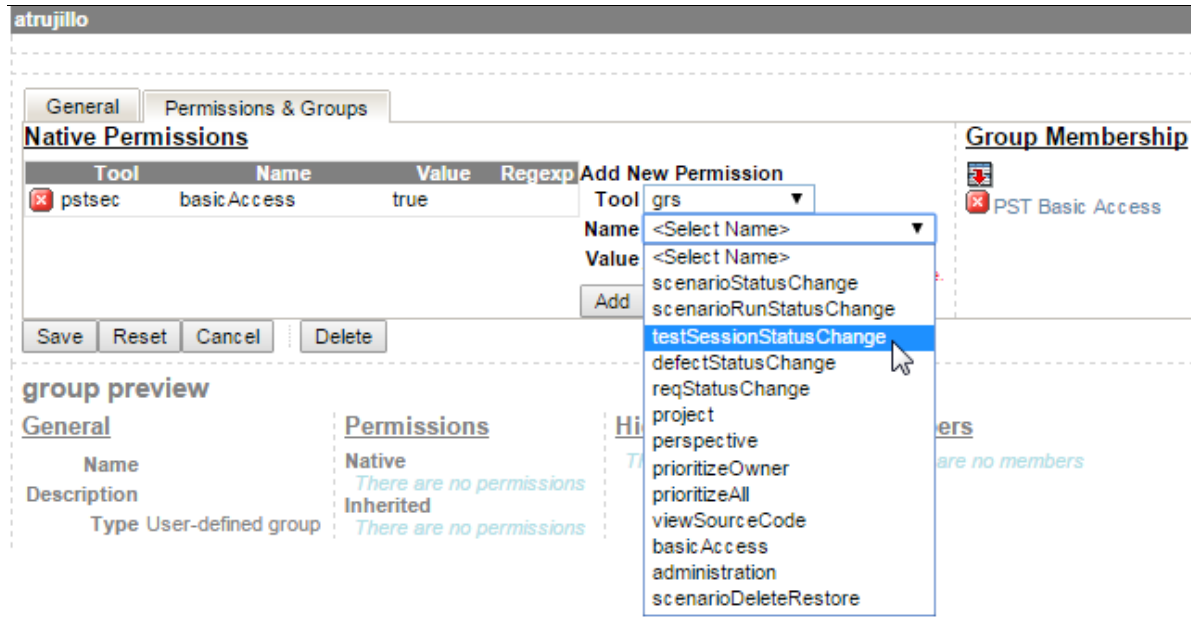 atrujillo
General Permissions & Groups
Native Permissions
Tool Name Value Regexp
pstsec basicAccess true
Add New Permission
Tool grs
Name <Select Name>
Value
<Select Name>
scenarioStatusChange
scenarioRunStatusChange
testSessionStatusChange
defectStatusChange
reqStatusChange
project
perspective
prioritizeOwner
prioritizeAll
viewSourceCode
basicAccess
administration
scenarioDeleteRestore
Add
Group Membership
PST Basic Access
Save Reset Cancel Delete
group preview
General
Name
Description
Type User-defined group
Permissions
Native
There are no permissions
Inherited
There are no permissions
are no members